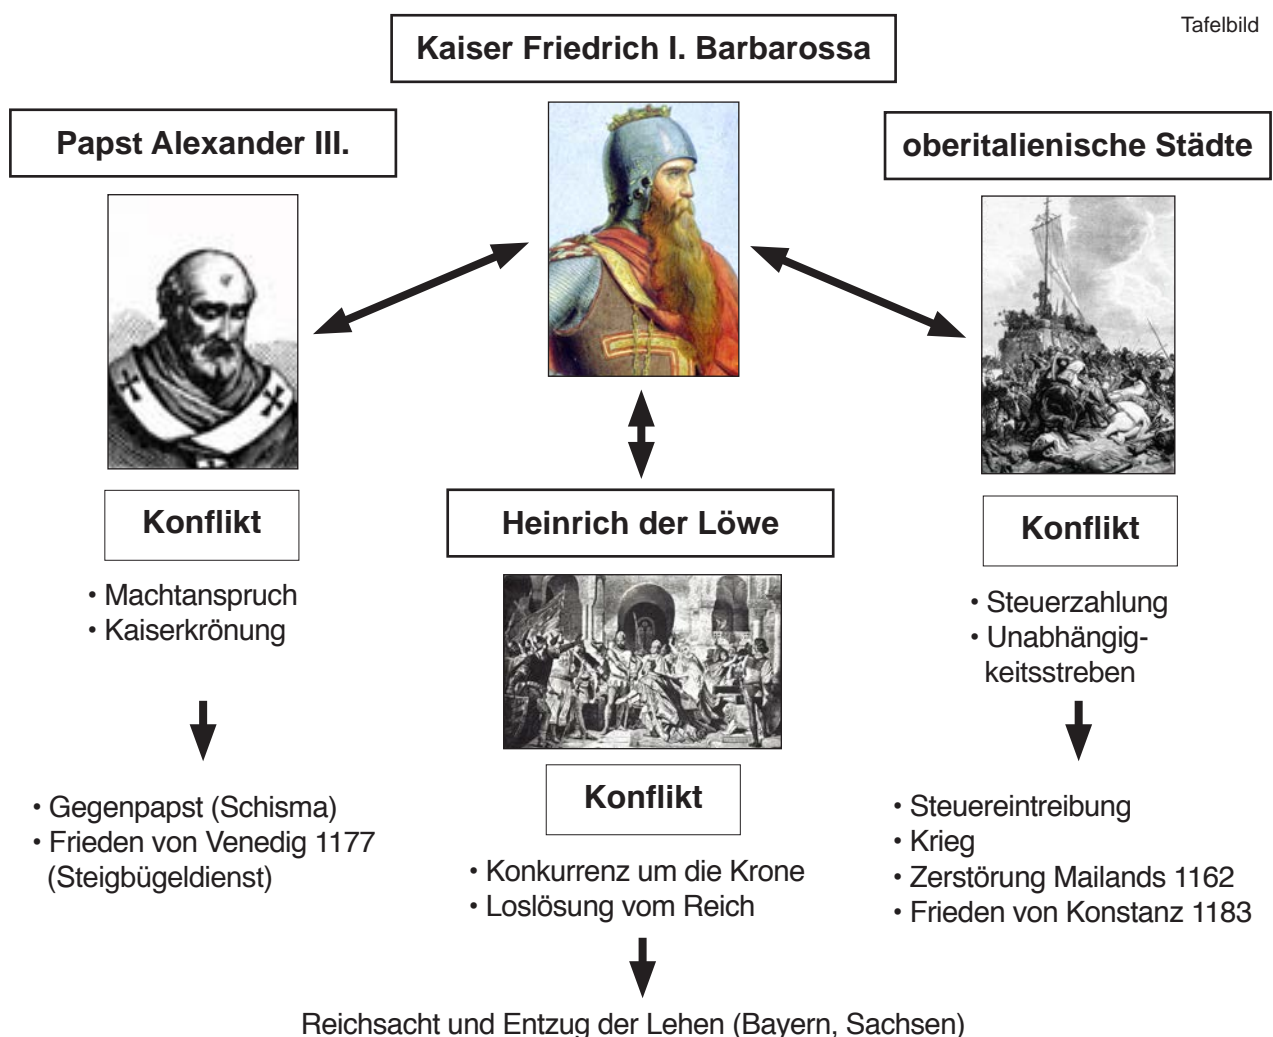 Tafelbild
Kaiser Friedrich I. Barbarossa
Papst Alexander III.
oberitalienische Städte
Konflikt
• Machtanspruch
• Kaiserkrönung
• Gegenpapst (Schisma)
• Frieden von Venedig 1177
(Steigbügeldienst)
Heinrich der Löwe
Konflikt
• Konkurrenz um die Krone
• Loslösung vom Reich
Reichsacht und Entzug der Lehen (Bayern, Sachsen)
Konflikt
• Steuerzahlung
• Unabhängig-
keitsstreben
• Steuereintreibung
• Krieg
• Zerstörung Mailands 1162
• Frieden von Konstanz 1183